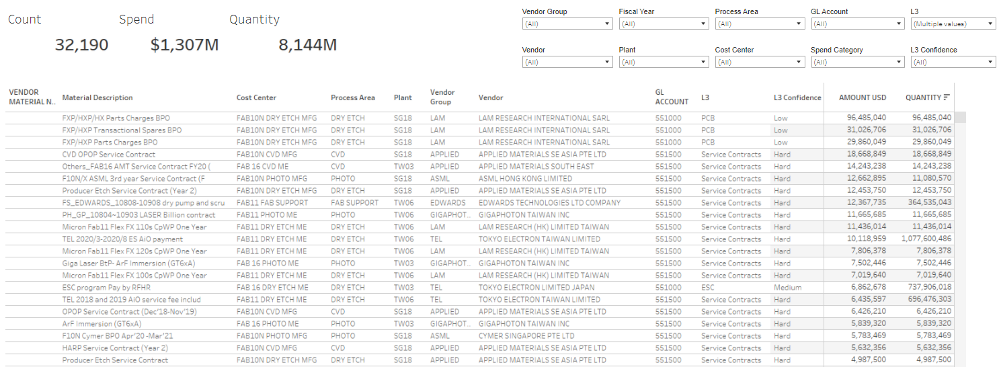 Count Spend Quantity
32,190 $1,307M 8,144M
Vendor Group Fiscal Year Process Area GL Account L3
(All) (All) (All) (All) (Multiple values)
Vendor Plant Cost Center Spend Category L3 Confidence
(All) (All) (All) (All) (All)
VENDOR MATERIAL N.. Material Description Cost Center Process Area Plant Vendor Group Vendor GL ACCOUNT L3 L3 Confidence AMOUNT USD QUANTITY
FXP/HXP/HX Parts Charges BPO FAB10N DRY ETCH MFG DRY ETCH SG18 LAM LAM RESEARCH INTERNATIONAL SARL 551000 PCB Low 96,485,040 96,485,040
FXP/HXP Transactional Spares BPO FAB10N DRY ETCH MFG DRY ETCH SG18 LAM LAM RESEARCH INTERNATIONAL SARL 551000 PCB Low 31,026,706 31,026,706
FXP/HXP Parts Charges BPO FAB10N DRY ETCH MFG DRY ETCH SG18 LAM LAM RESEARCH INTERNATIONAL SARL 551000 PCB Low 29,860,049 29,860,049
CVD OPOP Service Contract FAB10N CVD MFG CVD SG18 APPLIED APPLIED MATERIALS SE ASIA PTE LTD 551500 Service Contracts Hard 18,668,849 18,668,849
Others_FAB16 AMT Service Contract FY20 ( FAB 16 CVD ME CVD TW03 APPLIED APPLIED MATERIALS SOUTH EAST 551500 Service Contracts Hard 14,243,238 14,243,238
F10N/X ASML 3rd year Service Contract (F FAB10N PHOTO MFG PHOTO SG18 ASML ASML HONG KONG LIMITED 551500 Service Contracts Hard 12,662,895 11,080,570
Producer Etch Service Contract (Year 2) FAB10N DRY ETCH MFG DRY ETCH SG18 APPLIED APPLIED MATERIALS SE ASIA PTE LTD 551500 Service Contracts Hard 12,453,750 12,453,750
FS_EDWARDS_10808-10908 dry pump and scru FAB11 FAB SUPPORT FAB SUPPORT TW06 EDWARDS EDWARDS TECHNOLOGIES LTD COMPANY 551500 Service Contracts Hard 12,367,735 364,535,043
PH_GP_10804~10903 LASER Billion contract FAB11 PHOTO ME PHOTO TW06 GIGAPHOT... GIGAPHOTON TAIWAN INC 551500 Service Contracts Hard 11,665,685 11,665,685
Micron Fab11 Flex FX 110s CpWP One Year FAB11 DRY ETCH ME DRY ETCH TW06 LAM LAM RESEARCH (HK) LIMITED TAIWAN 551500 Service Contracts Hard 11,436,014 11,436,014
TEL 2020/3-2020/8 ES AiO payment FAB11 DRY ETCH ME DRY ETCH TW06 TEL TOKYO ELECTRON TAIWAN LIMITED 551500 Service Contracts Hard 10,118,959 1,077,600,486
Micron Fab11 Flex FX 120s CpWP One Year FAB11 DRY ETCH ME DRY ETCH TW06 LAM LAM RESEARCH (HK) LIMITED TAIWAN 551500 Service Contracts Hard 7,806,378 7,806,378
Giga Laser BtP- ArF Immersion (GT6xA) FAB 16 PHOTO ME PHOTO TW03 GIGAPHOT... GIGAPHOTON TAIWAN INC 551500 Service Contracts Hard 7,502,446 7,502,446
Micron Fab11 Flex FX 100s CpWP One Year FAB11 DRY ETCH ME DRY ETCH TW06 LAM LAM RESEARCH (HK) LIMITED TAIWAN 551500 Service Contracts Hard 7,019,640 7,019,640
ESC program Pay by RFHR FAB 16 DRY ETCH ME DRY ETCH TW03 TEL TOKYO ELECTRON LIMITED JAPAN 551000 ESC Medium 6,862,678 737,906,018
TEL 2018 and 2019 AiO service fee includ FAB11 DRY ETCH ME DRY ETCH TW06 TEL TOKYO ELECTRON TAIWAN LIMITED 551500 Service Contracts Hard 6,435,597 696,476,303
OPOP Service Contract (Dec'18-Nov'19) FAB10N CVD MFG CVD SG18 APPLIED APPLIED MATERIALS SE ASIA PTE LTD 551500 Service Contracts Hard 6,426,210 6,426,210
ArF Immersion (GT6xA) FAB 16 PHOTO ME PHOTO TW03 GIGAPHOT... GIGAPHOTON TAIWAN INC 551500 Service Contracts Hard 5,839,320 5,839,320
F10N Cymer BPO Apr'20 -Mar'21 FAB10N PHOTO MFG PHOTO SG18 ASML CYMER SINGAPORE PTE LTD 551500 Service Contracts Hard 5,783,469 5,783,469
HARP Service Contract (Year 2) FAB10N CVD MFG CVD SG18 APPLIED APPLIED MATERIALS SE ASIA PTE LTD 551500 Service Contracts Hard 5,632,356 5,632,356
Producer Etch Service Contract FAB10N DRY ETCH MFG DRY ETCH SG18 APPLIED APPLIED MATERIALS SE ASIA PTE LTD 551500 Service Contracts Hard 4,987,500 4,987,500